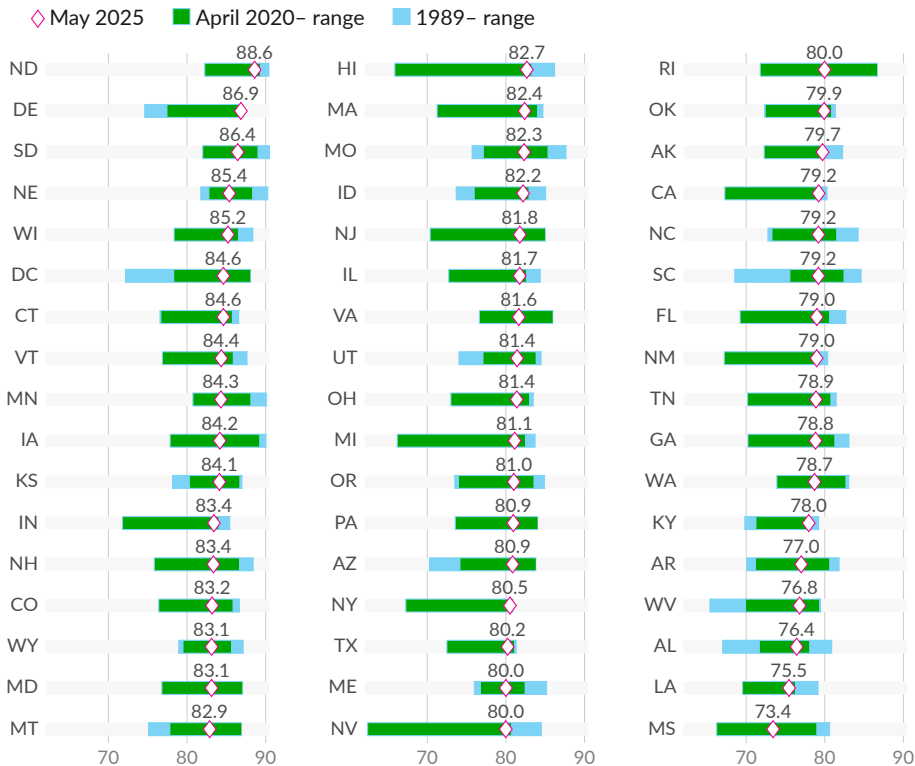 May 2025 April 2020– range 1989– range
ND 88.6
DE 86.9
SD 86.4
NE 85.4
WI 85.2
DC 84.6
CT 84.6
VT 84.4
MN 84.3
IA 84.2
KS 84.1
IN 83.4
NH 83.4
CO 83.2
WY 83.1
MD 83.1
MT 82.9
70 80 90
HI 82.7
MA 82.4
MO 82.3
ID 82.2
NJ 81.8
IL 81.7
VA 81.6
UT 81.4
OH 81.4
MI 81.1
OR 81.0
PA 80.9
AZ 80.9
NY 80.5
TX 80.2
ME 80.0
NV 80.0
70 80 90
RI 80.0
OK 79.9
AK 79.7
CA 79.2
NC 79.2
SC 79.2
FL 79.0
NM 79.0
TN 78.9
GA 78.8
WA 78.7
KY 78.0
AR 77.0
WV 76.8
AL 76.4
LA 75.5
MS 73.4
70 80 90